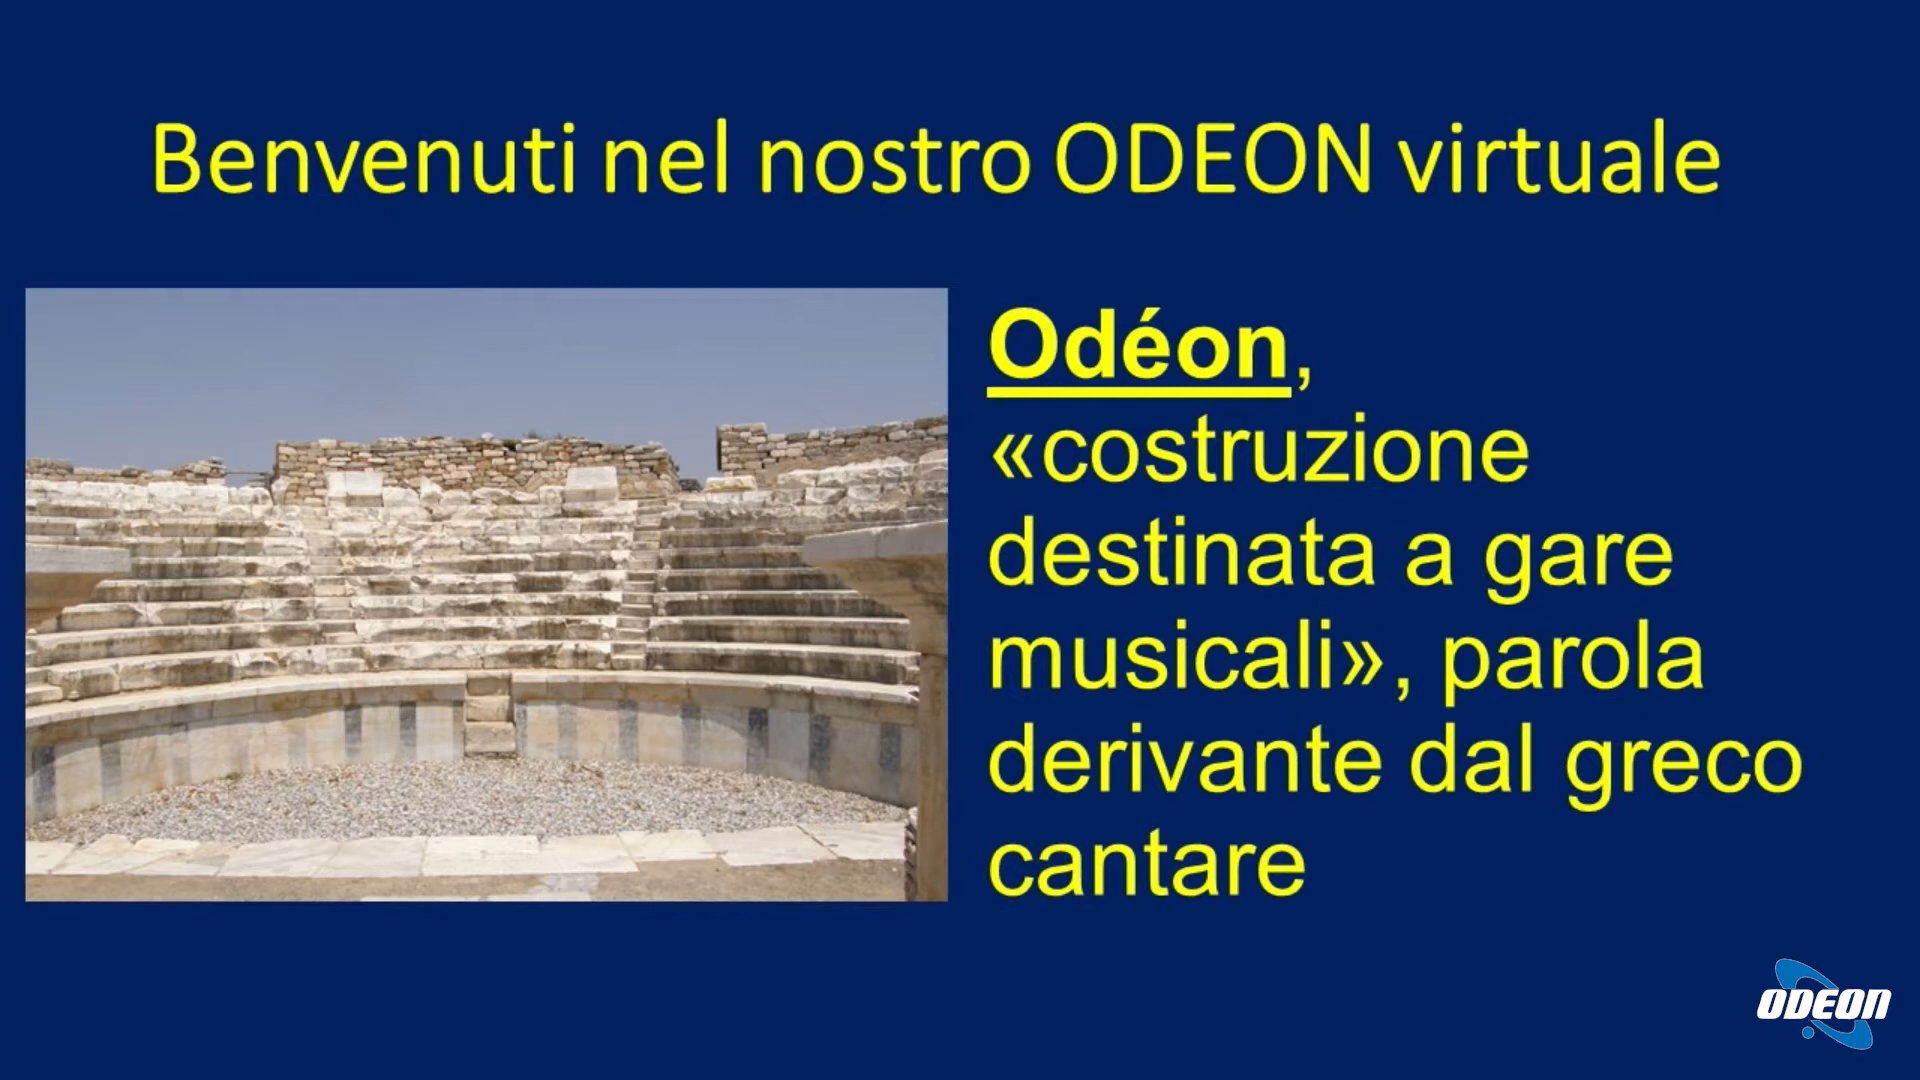 Benvenuti nel nostro ODEON virtuale
Odéon,
«costruzione
destinata a gare
musicali», parola
derivante dal greco
cantare
ODEON